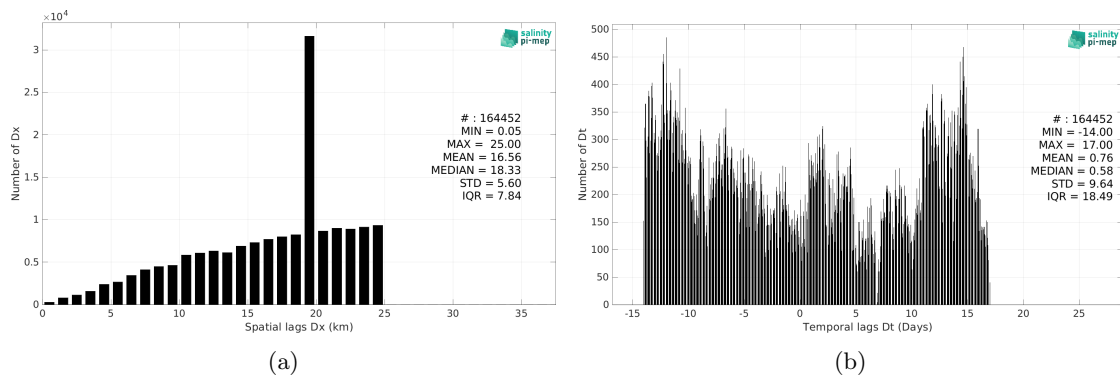 ×10⁴
3
2.5
2
1.5
1
0.5
0
Number of Dx
0 5 10 15 20 25 30 35
Spatial lags Dx (km)
salinity
pi-mep
# : 164452
MIN = 0.05
MAX = 25.00
MEAN = 16.56
MEDIAN = 18.33
STD = 5.60
IQR = 7.84
(a)
500
450
400
350
300
250
200
150
100
50
0
Number of Dt
-15 -10 -5 0 5 10 15 20 25
Temporal lags Dt (Days)
salinity
pi-mep
# : 164452
MIN = -14.00
MAX = 17.00
MEAN = 0.76
MEDIAN = 0.58
STD = 9.64
IQR = 18.49
(b)